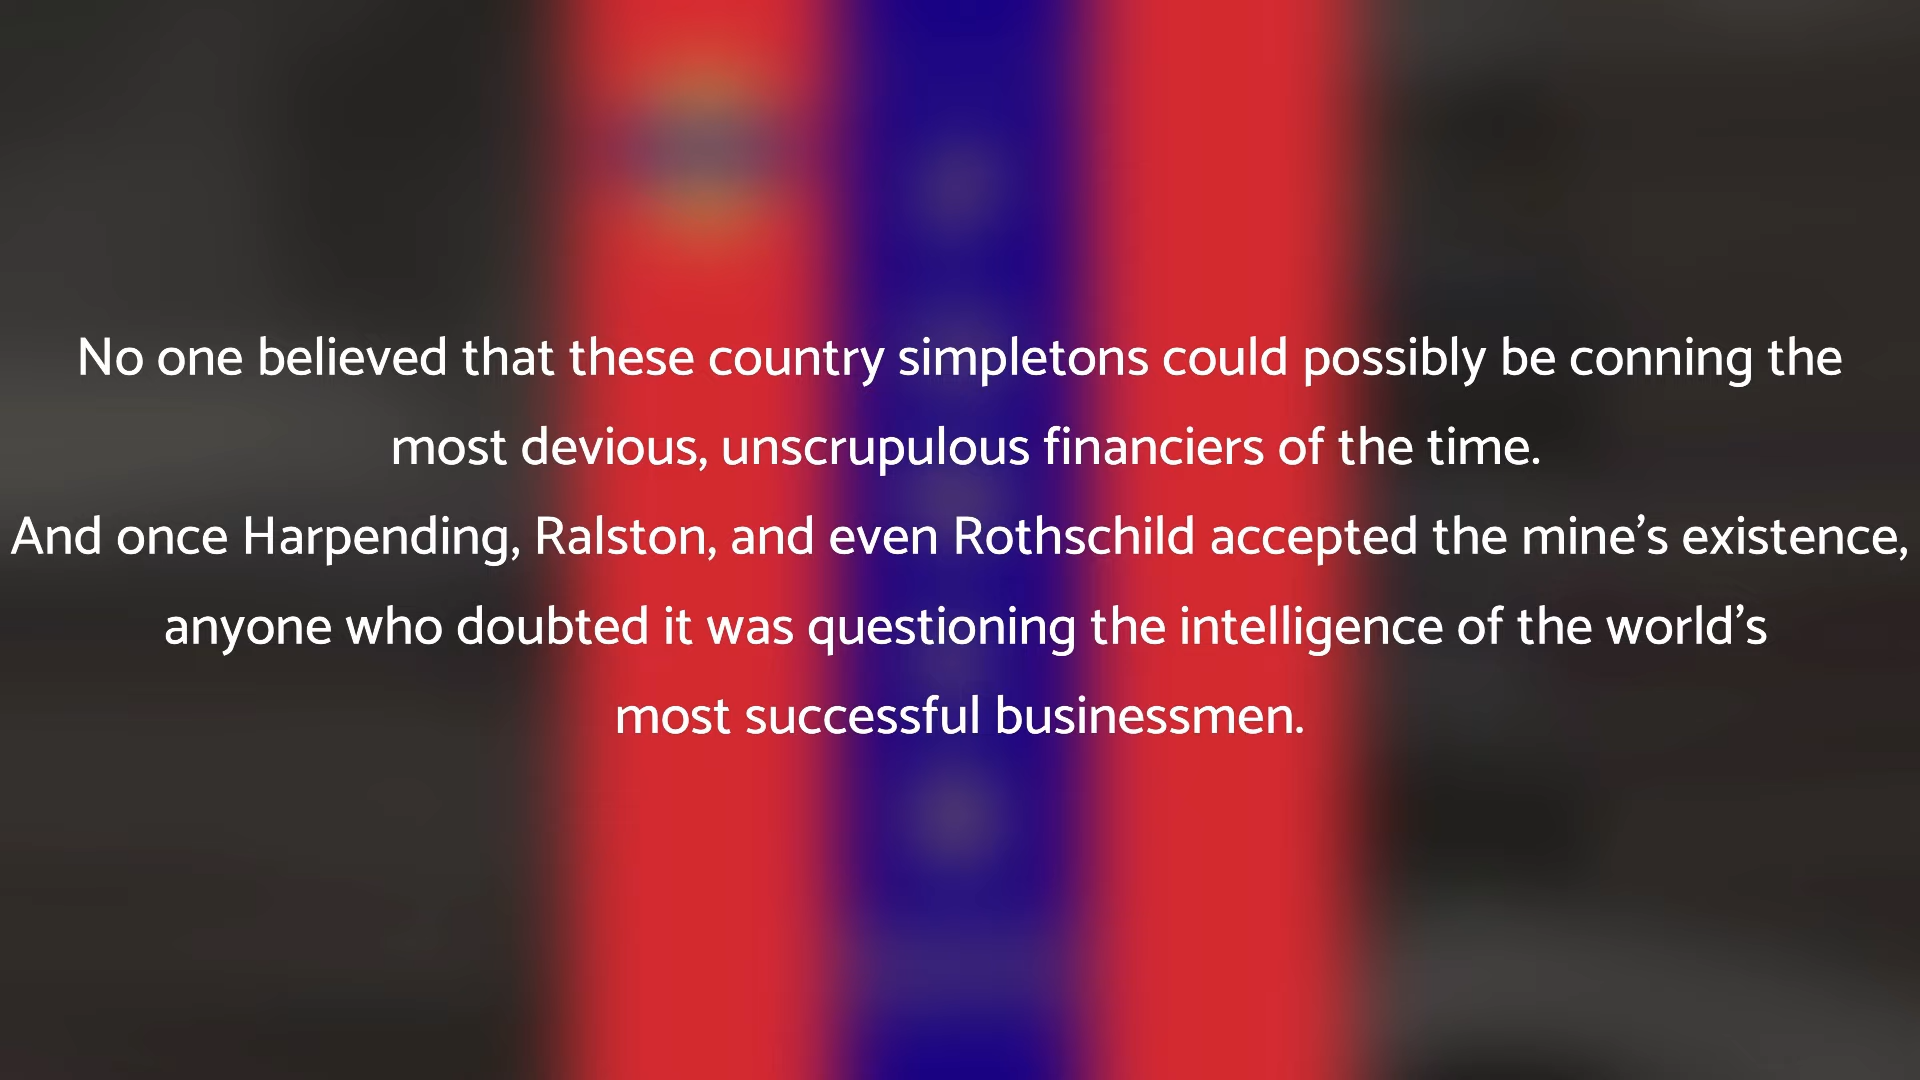 No one believed that these country simpletons could possibly be conning the
most devious, unscrupulous financiers of the time.
And once Harpending, Ralston, and even Rothschild accepted the mine’s existence,
anyone who doubted it was questioning the intelligence of the world’s
most successful businessmen.